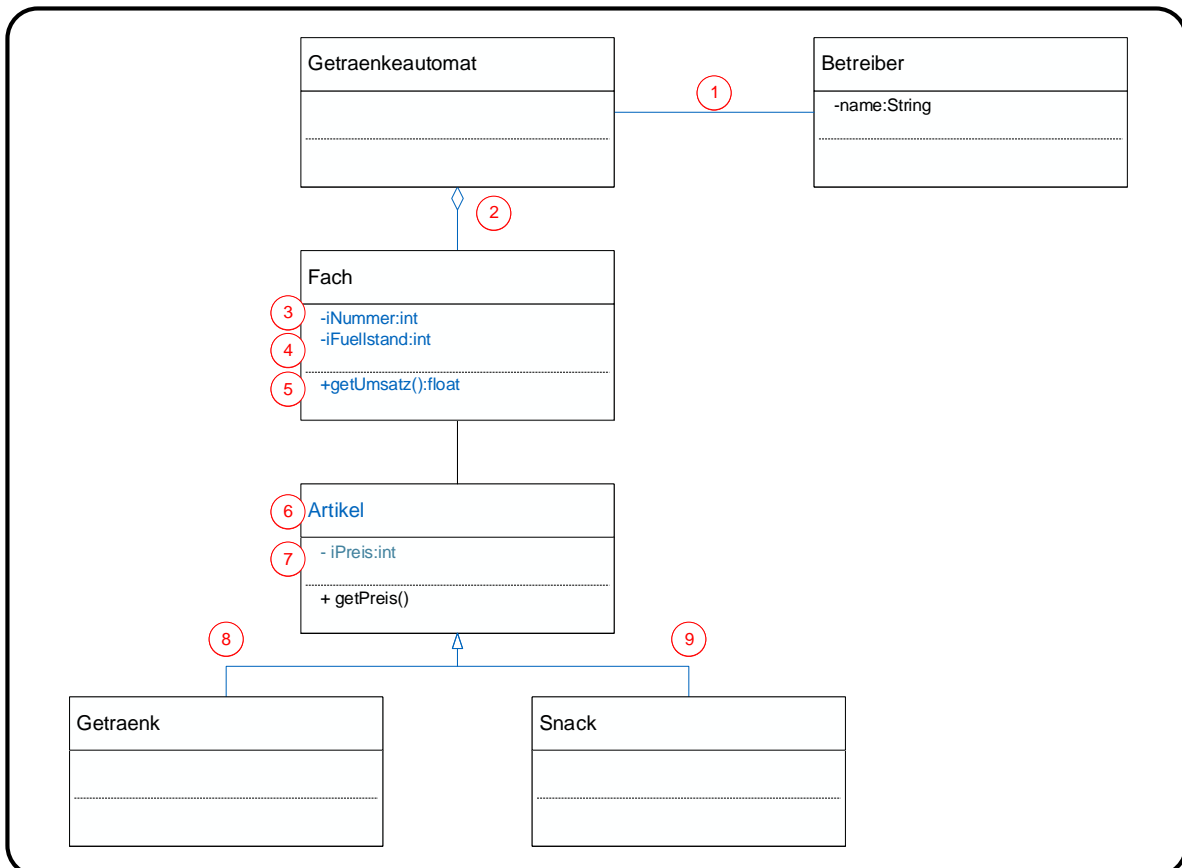 Getraenkeautomat
Betreiber
1
-name:String
2
Fach
3
-iNummer:int
4
-iFuellstand:int
5
+getUmsatz():float
6
Artikel
7
- iPreis:int
+ getPreis()
8
9
Getraenk
Snack